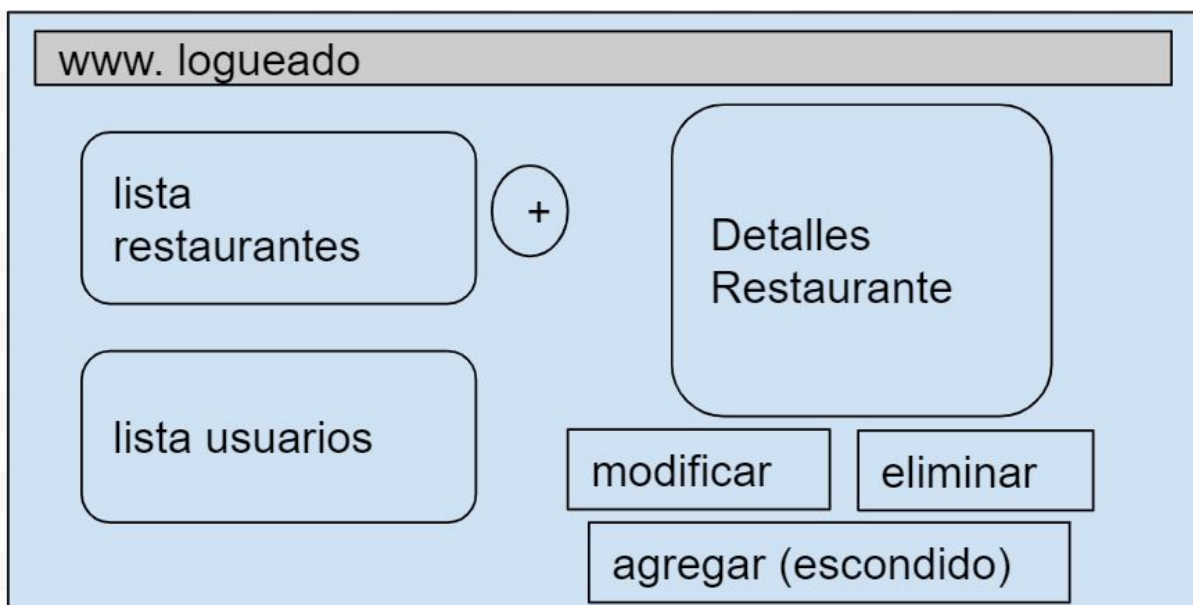 www. logueado
lista
restaurantes
+
Detalles
Restaurante
lista usuarios
modificar
eliminar
agregar (escondido)